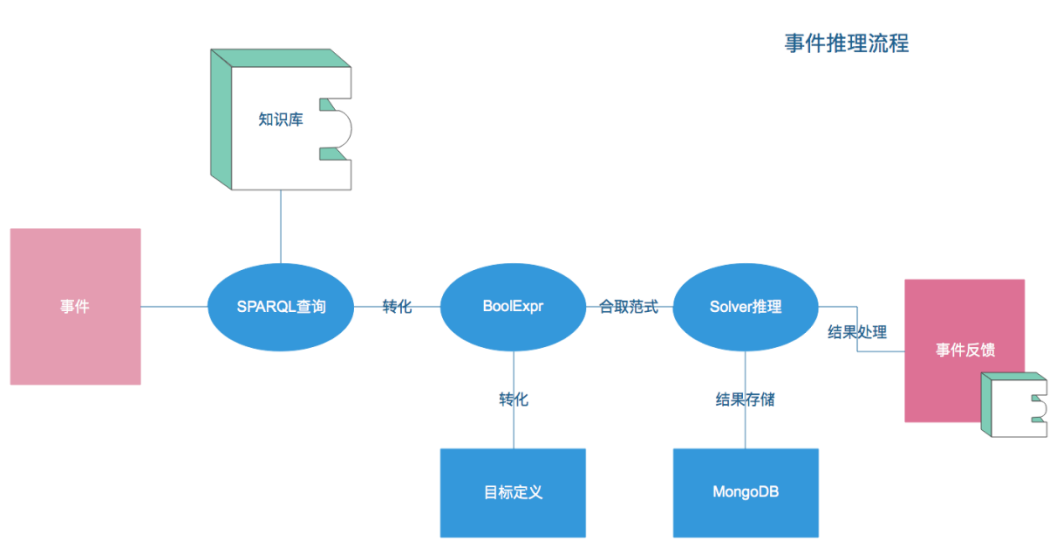 事件推理流程
知识库
事件
SPARQL查询
转化
BoolExpr
合取范式
Solver推理
结果处理
事件反馈
转化
结果存储
目标定义
MongoDB